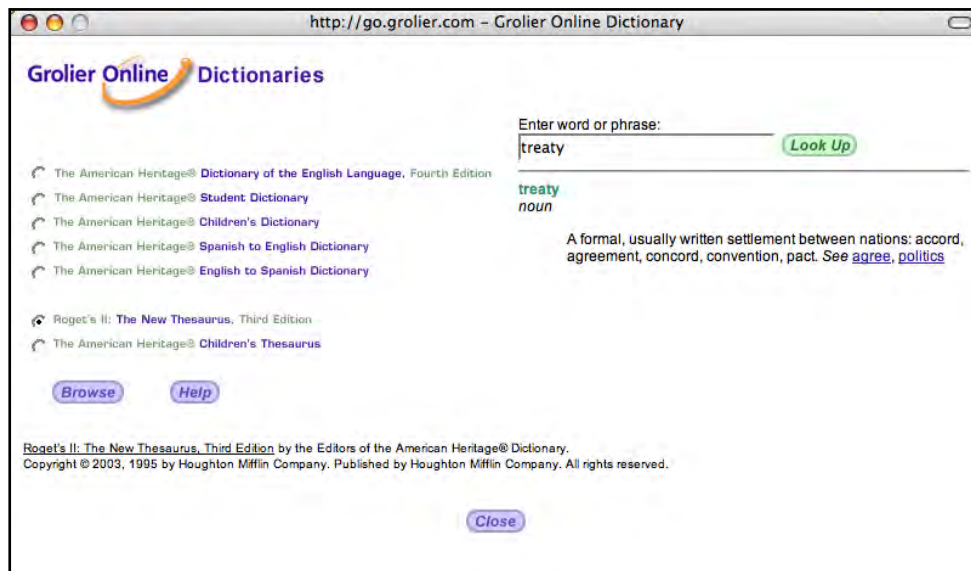 http://go.grolier.com – Grolier Online Dictionary
Grolier Online Dictionaries
The American Heritage® Dictionary of the English Language, Fourth Edition
The American Heritage® Student Dictionary
The American Heritage® Children's Dictionary
The American Heritage® Spanish to English Dictionary
The American Heritage® English to Spanish Dictionary
Roget's II: The New Thesaurus, Third Edition
The American Heritage® Children's Thesaurus
Browse Help
Enter word or phrase:
treaty Look Up
treaty
noun
A formal, usually written settlement between nations: accord,
agreement, concord, convention, pact. See agree, politics
Roget's II: The New Thesaurus, Third Edition by the Editors of the American Heritage® Dictionary.
Copyright © 2003, 1995 by Houghton Mifflin Company. Published by Houghton Mifflin Company. All rights reserved.
Close